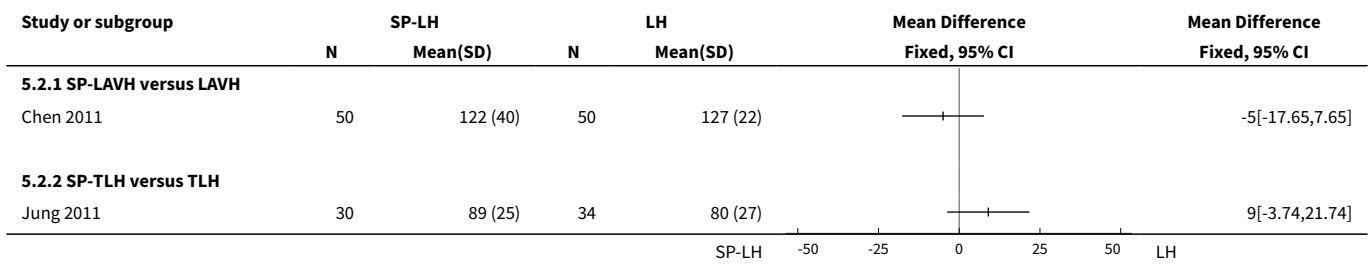 Study or subgroup SP-LH LH Mean Difference Mean Difference
N Mean(SD) N Mean(SD) Fixed, 95% CI Fixed, 95% CI
5.2.1 SP-LAVH versus LAVH
Chen 2011 50 122 (40) 50 127 (22) -5[-17.65,7.65]
5.2.2 SP-TLH versus TLH
Jung 2011 30 89 (25) 34 80 (27) 9[-3.74,21.74]
SP-LH -50 -25 0 25 50 LH